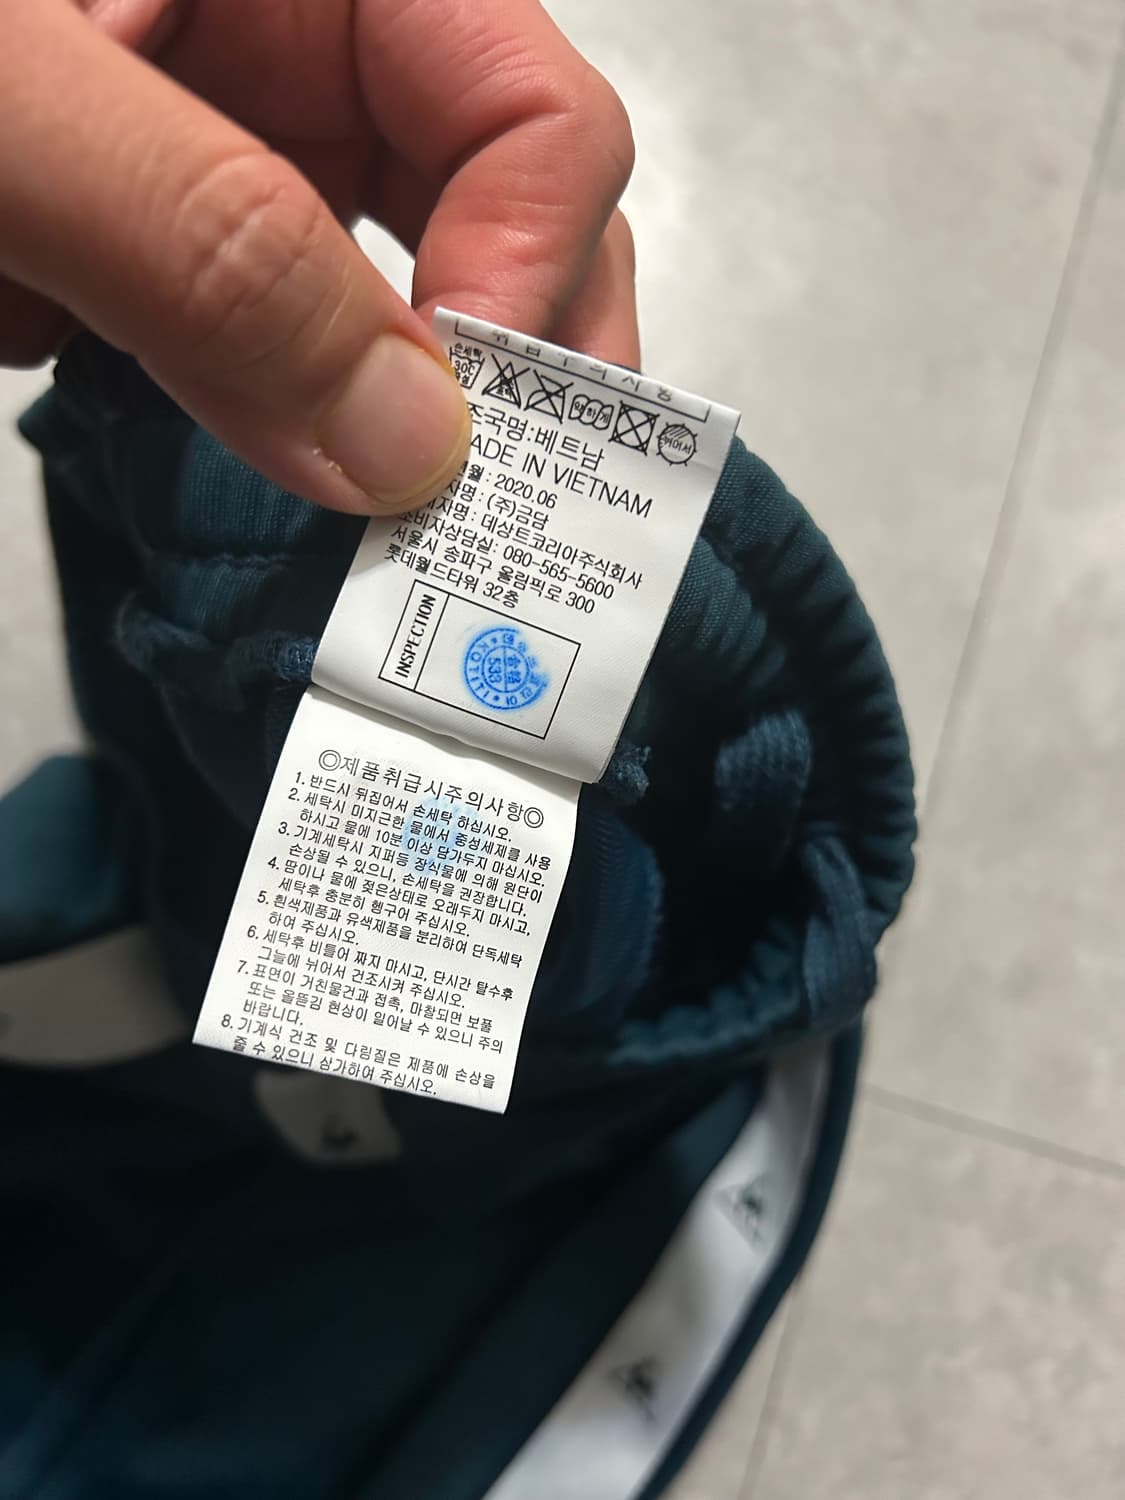 취급주의사항
손세탁
30℃
약하게
뉘어서
조국명:베트남
ADE IN VIETNAM
월: 2020.06
자명: (주)금담
자명: 데상트코리아주식회사
소비자상담실: 080-565-5600
서울시 송파구 올림픽로 300
롯데월드타워 32층
INSPECTION
KOTITI
533
◎제품취급시주의사항◎
1. 반드시 뒤집어서 손세탁 하십시오.
2. 세탁시 미지근한 물에서 중성세제를 사용
하시고 물에 10분 이상 담가두지 마십시오.
3. 기계세탁시 지퍼등 장식물에 의해 원단이
손상될 수 있으니, 손세탁을 권장합니다.
4. 땀이나 물에 젖은상태로 오래두지 마시고,
세탁후 충분히 헹구어 주십시오.
5. 흰색제품과 유색제품을 분리하여 단독세탁
하여 주십시오.
6. 세탁후 비틀어 짜지 마시고, 단시간 탈수후
그늘에 뉘어서 건조시켜 주십시오.
7. 표면이 거친물건과 접촉, 마찰되면 보풀
또는 올뜯김 현상이 일어날 수 있으니 주의
바랍니다.
8. 기계식 건조 및 다림질은 제품에 손상을
줄 수 있으니 삼가하여 주십시오.